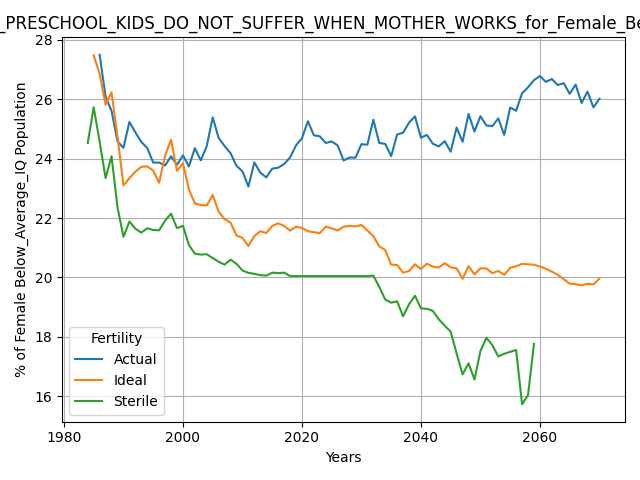 _PRESCHOOL_KIDS_DO_NOT_SUFFER_WHEN_MOTHER_WORKS_for_Female_Be
% of Female Below_Average_IQ Population
28
26
24
22
20
18
16
Fertility
Actual
Ideal
Sterile
1980
2000
2020
2040
2060
Years